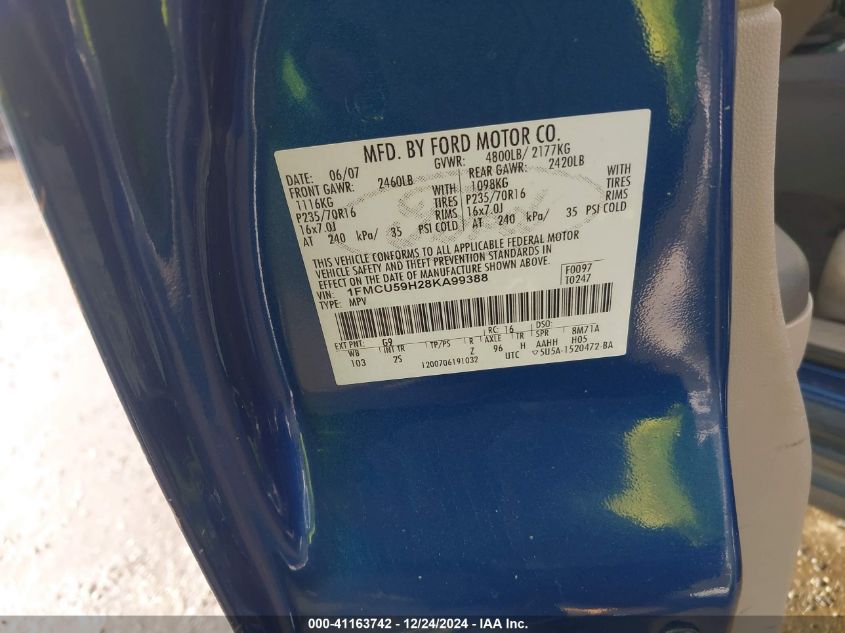 MFD. BY FORD MOTOR CO.
DATE: 06/07 GVWR: 4800LB/ 2177KG
FRONT GAWR: 2460LB REAR GAWR: 2420LB
1116KG WITH 1098KG WITH
P235/70R16 TIRES P235/70R16 TIRES
16x7.0J RIMS 16x7.0J RIMS
AT 240 kPa/ 35 PSI COLD AT 240 kPa/ 35 PSI COLD
THIS VEHICLE CONFORMS TO ALL APPLICABLE FEDERAL MOTOR
VEHICLE SAFETY AND THEFT PREVENTION STANDARDS IN
EFFECT ON THE DATE OF MANUFACTURE SHOWN ABOVE.
VIN: 1FMCU59H28KA99388 F0097
TYPE: MPV T0247
EXT PNT: G9 RC: 16 DSO:
WB INT TR TP/PS R AXLE TR SPR 8M71A
103 2S Z 96 H AAHH H05
1200706191032 UTC 5U5A-1520472-BA
000-41163742 - 12/24/2024 - IAA Inc.